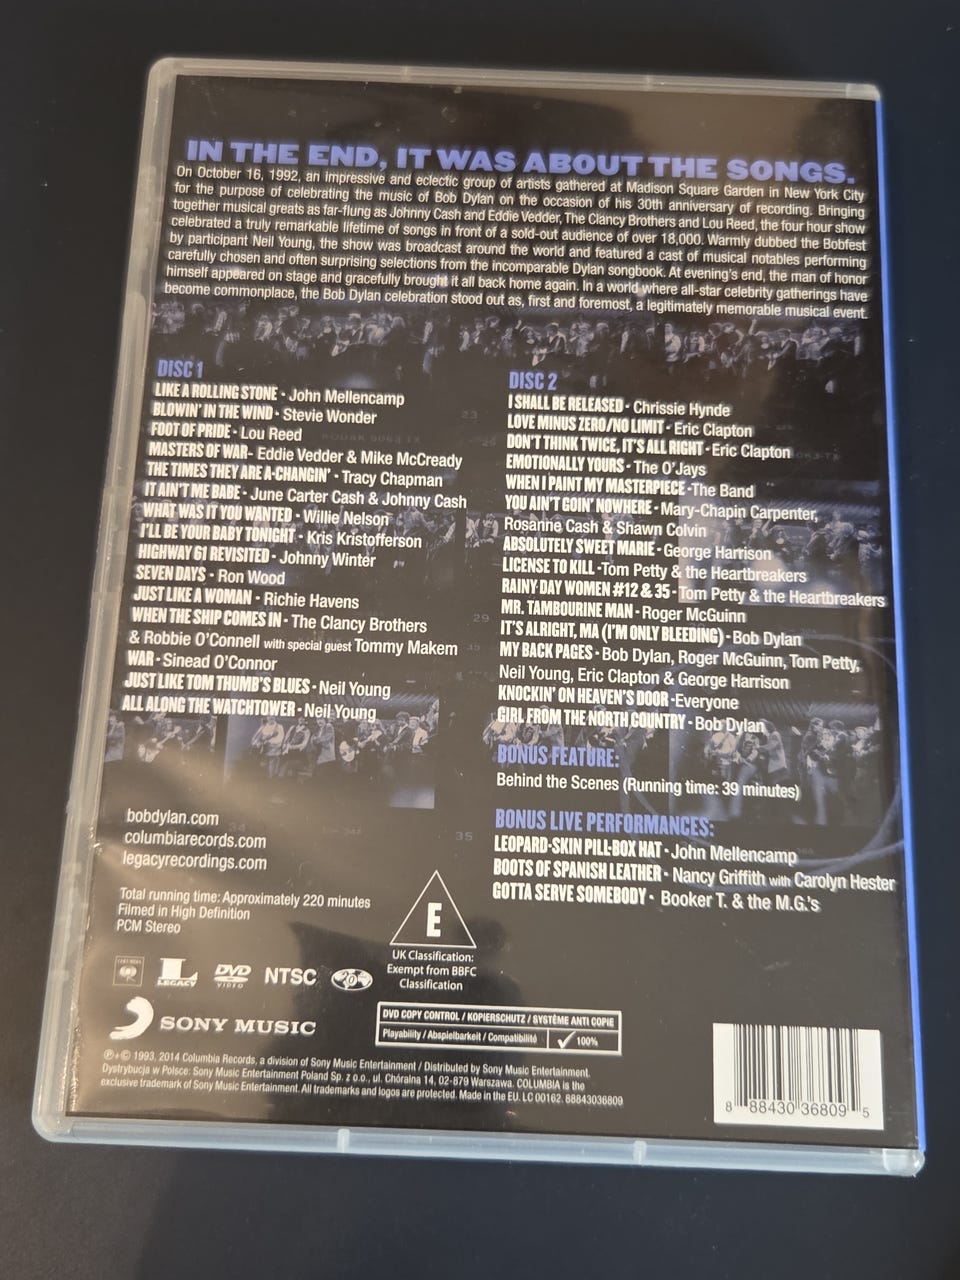 IN THE END, IT WAS ABOUT THE SONGS.
On October 16, 1992, an impressive and eclectic group of artists gathered at Madison Square Garden in New York City
for the purpose of celebrating the music of Bob Dylan on the occasion of his 30th anniversary of recording. Bringing
together musical greats as far-flung as Johnny Cash and Eddie Vedder, The Clancy Brothers and Lou Reed, the four hour show
celebrated a truly remarkable lifetime of songs in front of a sold-out audience of over 18,000. Warmly dubbed the Bobfest
by participant Neil Young, the show was broadcast around the world and featured a cast of musical notables performing
carefully chosen and often surprising selections from the incomparable Dylan songbook. At evening's end, the man of honor
himself appeared on stage and gracefully brought it all back home again. In a world where all-star celebrity gatherings have
become commonplace, the Bob Dylan celebration stood out as, first and foremost, a legitimately memorable musical event.
DISC 1
LIKE A ROLLING STONE - John Mellencamp
BLOWIN' IN THE WIND - Stevie Wonder
FOOT OF PRIDE - Lou Reed
MASTERS OF WAR- Eddie Vedder & Mike McCready
THE TIMES THEY ARE A-CHANGIN' - Tracy Chapman
IT AIN'T ME BABE - June Carter Cash & Johnny Cash
WHAT WAS IT YOU WANTED - Willie Nelson
I'LL BE YOUR BABY TONIGHT - Kris Kristofferson
HIGHWAY 61 REVISITED - Johnny Winter
SEVEN DAYS - Ron Wood
JUST LIKE A WOMAN - Richie Havens
WHEN THE SHIP COMES IN - The Clancy Brothers
& Robbie O'Connell with special guest Tommy Makem
WAR - Sinead O'Connor
JUST LIKE TOM THUMB'S BLUES - Neil Young
ALL ALONG THE WATCHTOWER - Neil Young
DISC 2
I SHALL BE RELEASED - Chrissie Hynde
LOVE MINUS ZERO/NO LIMIT - Eric Clapton
DON'T THINK TWICE, IT'S ALL RIGHT - Eric Clapton
EMOTIONALLY YOURS - The O'Jays
WHEN I PAINT MY MASTERPIECE -The Band
YOU AIN'T GOIN' NOWHERE - Mary-Chapin Carpenter,
Rosanne Cash & Shawn Colvin
ABSOLUTELY SWEET MARIE - George Harrison
LICENSE TO KILL -Tom Petty & the Heartbreakers
RAINY DAY WOMEN #12 & 35 - Tom Petty & the Heartbreakers
MR. TAMBOURINE MAN - Roger McGuinn
IT'S ALRIGHT, MA (I'M ONLY BLEEDING) - Bob Dylan
MY BACK PAGES - Bob Dylan, Roger McGuinn, Tom Petty,
Neil Young, Eric Clapton & George Harrison
KNOCKIN' ON HEAVEN'S DOOR -Everyone
GIRL FROM THE NORTH COUNTRY - Bob Dylan
BONUS FEATURE:
Behind the Scenes (Running time: 39 minutes)
BONUS LIVE PERFORMANCES:
LEOPARD-SKIN PILL-BOX HAT - John Mellencamp
BOOTS OF SPANISH LEATHER - Nancy Griffith with Carolyn Hester
GOTTA SERVE SOMEBODY - Booker T. & the M.G.'s
23
29
35
bobdylan.com
columbiarecords.com
legacyrecordings.com
Total running time: Approximately 220 minutes
Filmed in High Definition
PCM Stereo
E
UK Classification:
Exempt from BBFC
Classification
L
LEGACY
DVD
VIDEO
NTSC
0
SONY MUSIC
DVD COPY CONTROL / KOPIERSCHUTZ / SYSTÈME ANTI COPIE
Playability / Abspielbarkeit / Compatibilité 100%
℗+© 1993, 2014 Columbia Records, a division of Sony Music Entertainment / Distributed by Sony Music Entertainment.
Dystrybucja w Polsce: Sony Music Entertainment Poland Sp. z o.o., ul. Chóralna 14, 02-879 Warszawa. COLUMBIA is the
exclusive trademark of Sony Music Entertainment. All trademarks and logos are protected. Made in the EU. LC 00162. 88843036809
8 88430 36809 5